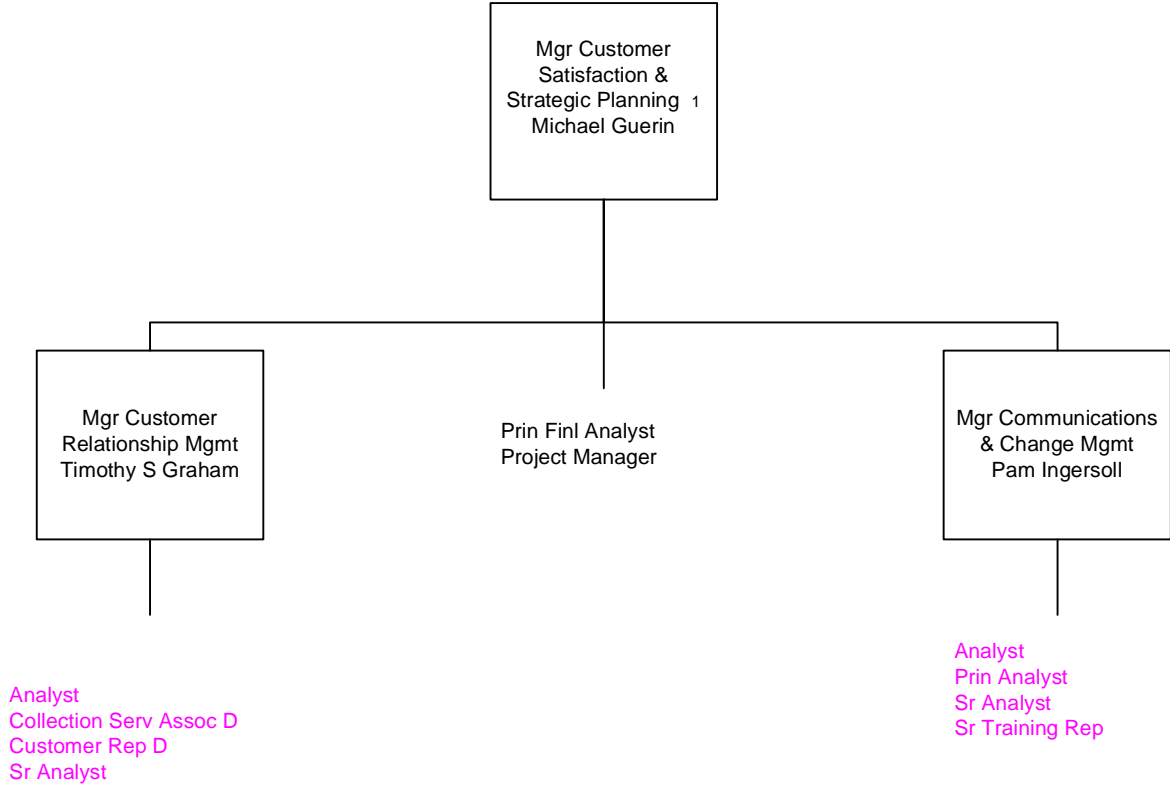 Mgr Customer
Satisfaction &
Strategic Planning 1
Michael Guerin
Mgr Customer
Relationship Mgmt
Timothy S Graham
Prin Finl Analyst
Project Manager
Mgr Communications
& Change Mgmt
Pam Ingersoll
Analyst
Collection Serv Assoc D
Customer Rep D
Sr Analyst
Analyst
Prin Analyst
Sr Analyst
Sr Training Rep